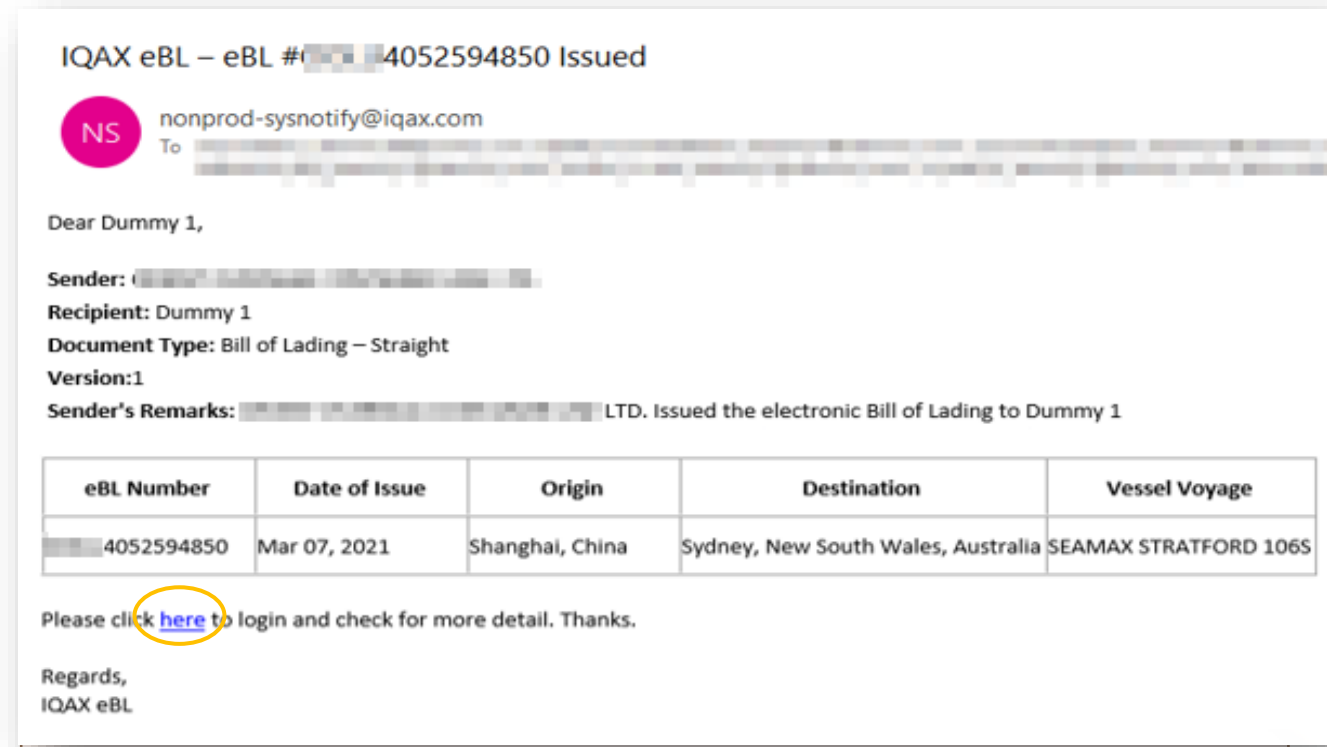 IQAX eBL – eBL # 4052594850 Issued
NS
nonprod-sysnotify@iqax.com
To
Dear Dummy 1,
Sender:
Recipient: Dummy 1
Document Type: Bill of Lading – Straight
Version:1
Sender's Remarks: LTD. Issued the electronic Bill of Lading to Dummy 1
eBL Number Date of Issue Origin Destination Vessel Voyage
4052594850 Mar 07, 2021 Shanghai, China Sydney, New South Wales, Australia SEAMAX STRATFORD 106S
Please click here to login and check for more detail. Thanks.
Regards,
IQAX eBL